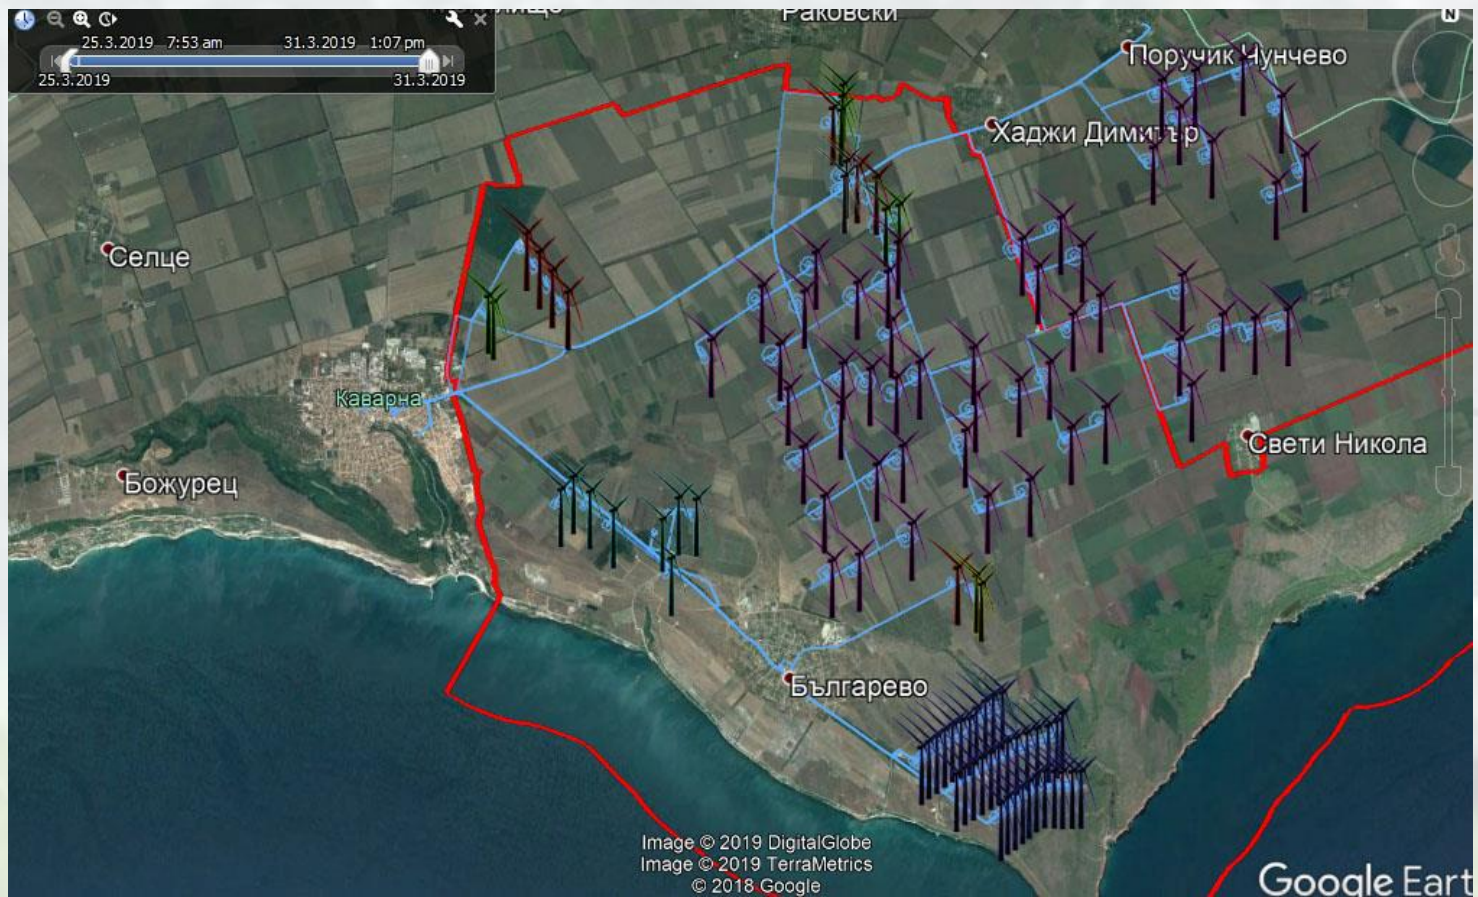 25.3.2019 7:53 am
31.3.2019 1:07 pm
25.3.2019
31.3.2019
Раковски
N
Поручик Чунчево
Хаджи Димитър
Селце
Каварна
Свети Никола
Божурец
Българево
Image © 2019 DigitalGlobe
Image © 2019 TerraMetrics
© 2018 Google
Google Eart